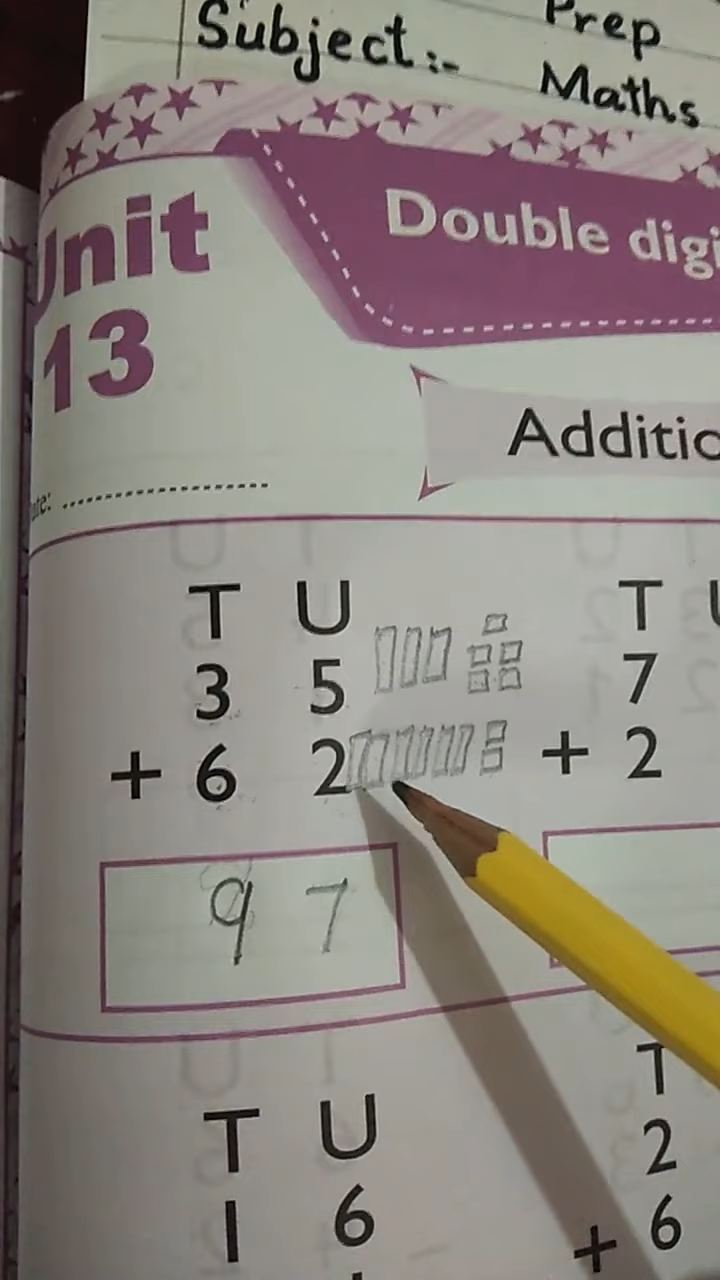 Prep
Subject:- Maths
Unit 13
Double digi
Additio
T U
3 5
+ 6 2
9 7
T U
7
+ 2
T U
1 6
T
2
+ 6